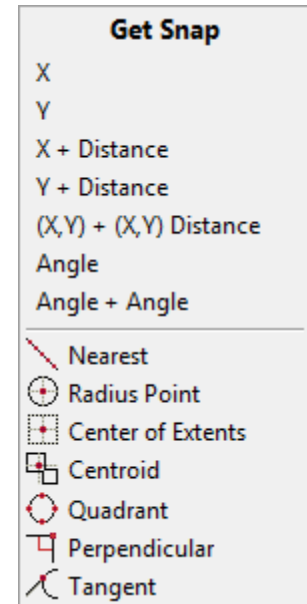 Get Snap
X
Y
X + Distance
Y + Distance
(X,Y) + (X,Y) Distance
Angle
Angle + Angle
Nearest
Radius Point
Center of Extents
Centroid
Quadrant
Perpendicular
Tangent